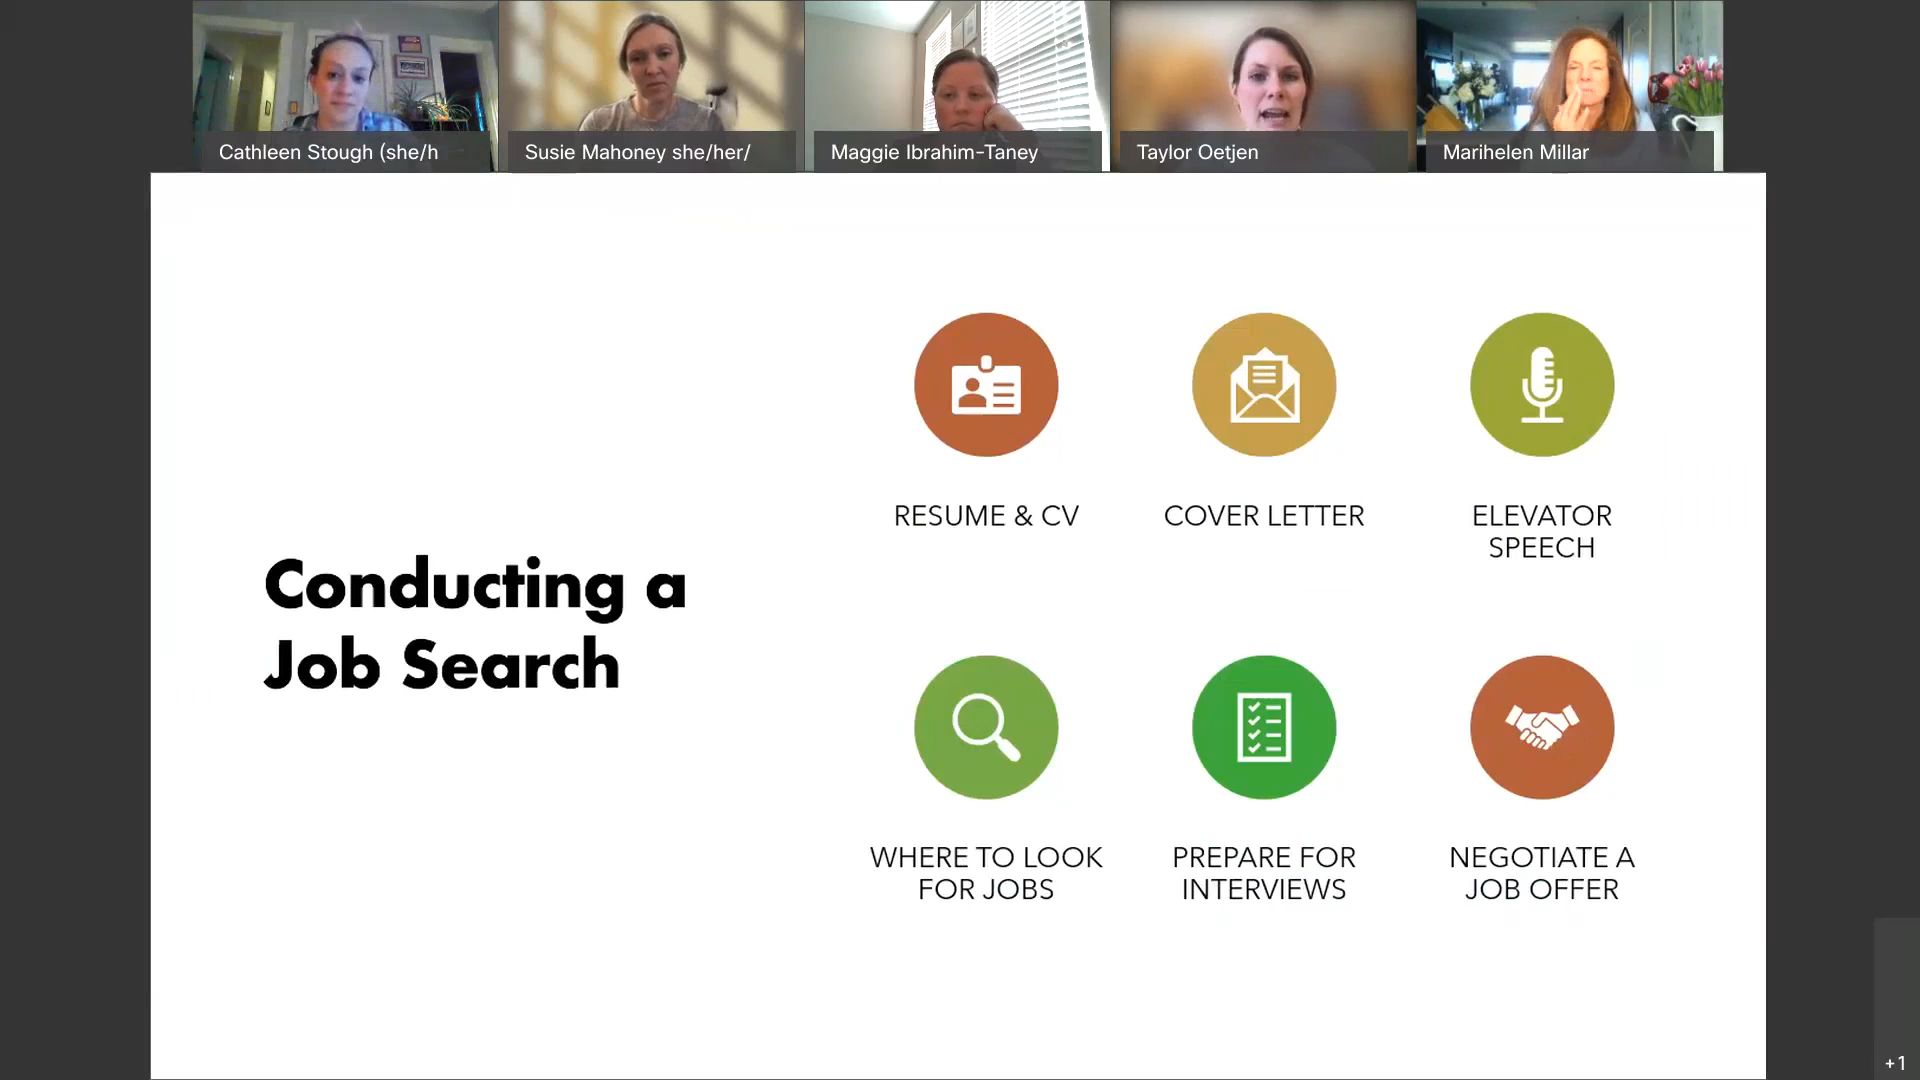 Cathleen Stough (she/h
Susie Mahoney she/her/
Maggie Ibrahim-Taney
Taylor Oetjen
Marihelen Millar
Conducting a
Job Search
RESUME & CV
COVER LETTER
ELEVATOR
SPEECH
WHERE TO LOOK
FOR JOBS
PREPARE FOR
INTERVIEWS
NEGOTIATE A
JOB OFFER
+1